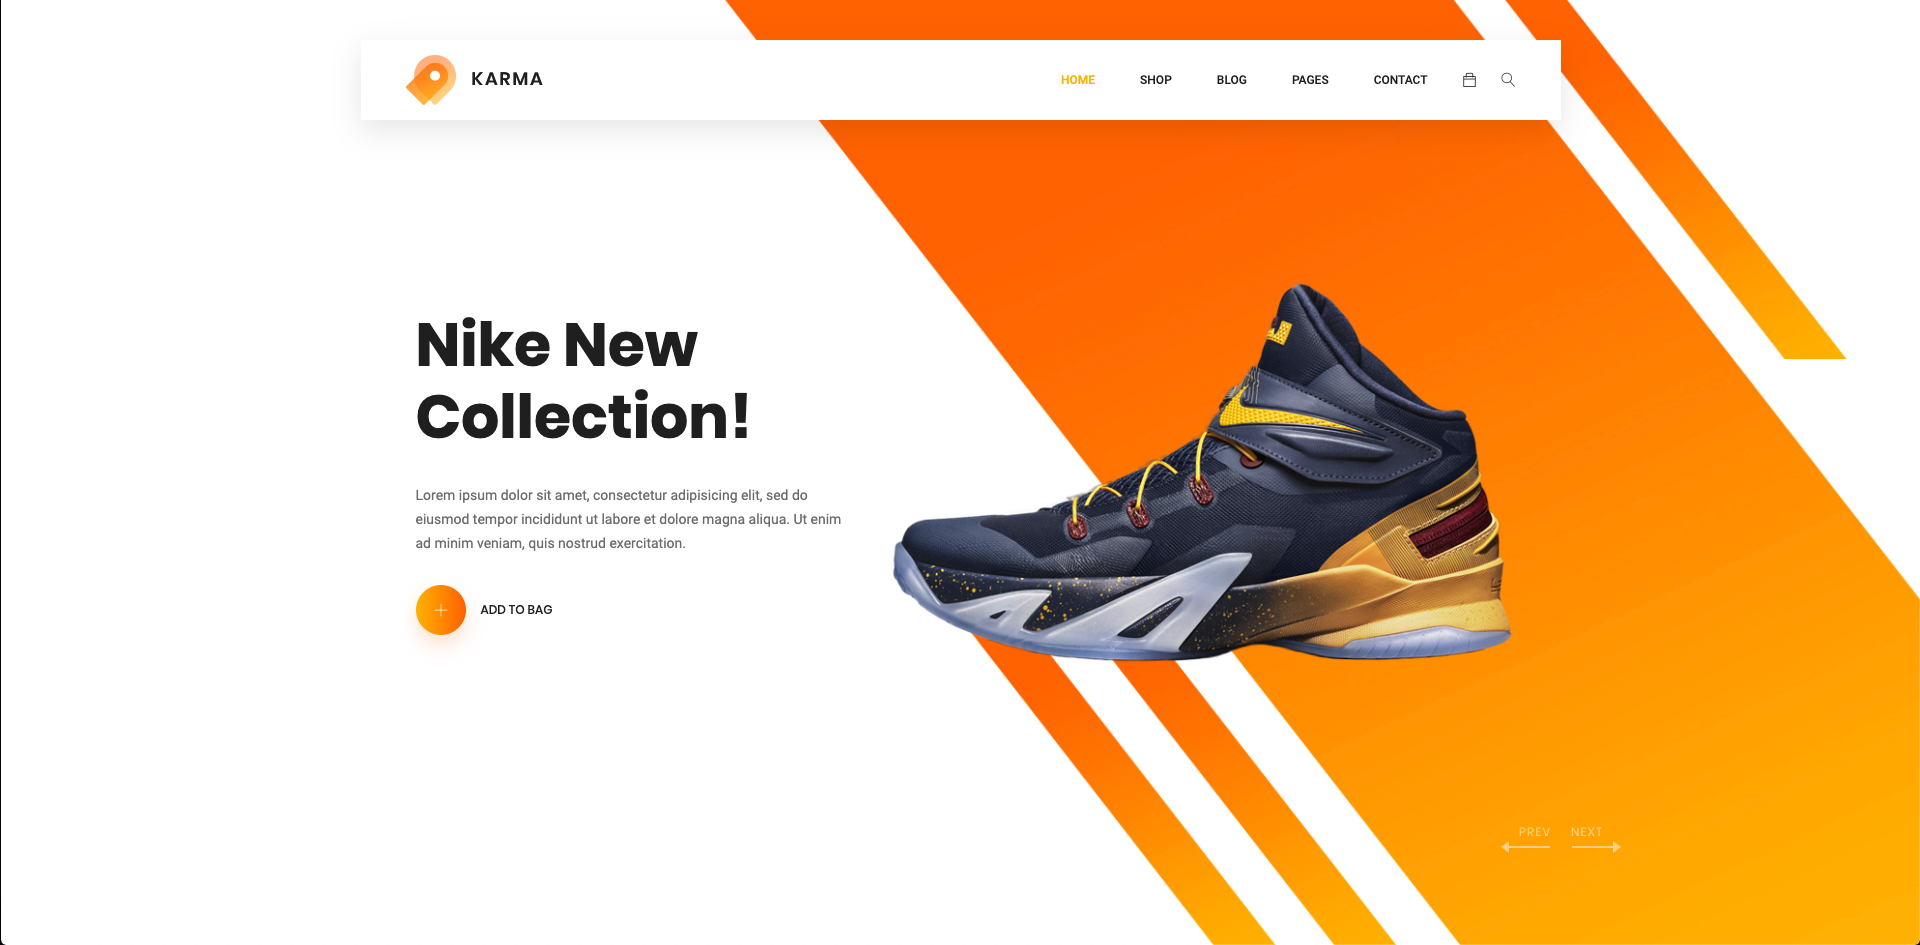 KARMA
HOME SHOP BLOG PAGES CONTACT
Nike New
Collection!
Lorem ipsum dolor sit amet, consectetur adipisicing elit, sed do
eiusmod tempor incididunt ut labore et dolore magna aliqua. Ut enim
ad minim veniam, quis nostrud exercitation.
ADD TO BAG
PREV NEXT